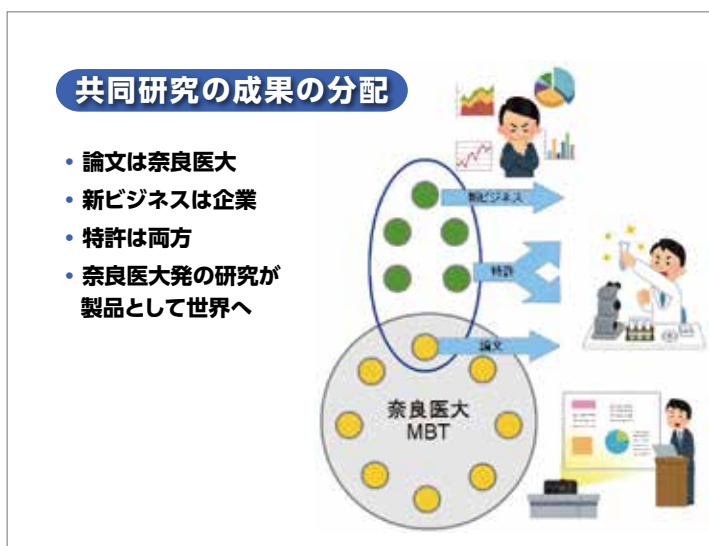 共同研究の成果の分配
• 論文は奈良医大
• 新ビジネスは企業
• 特許は両方
• 奈良医大発の研究が
製品として世界へ
新ビジネス
特許
論文
奈良医大
MBT